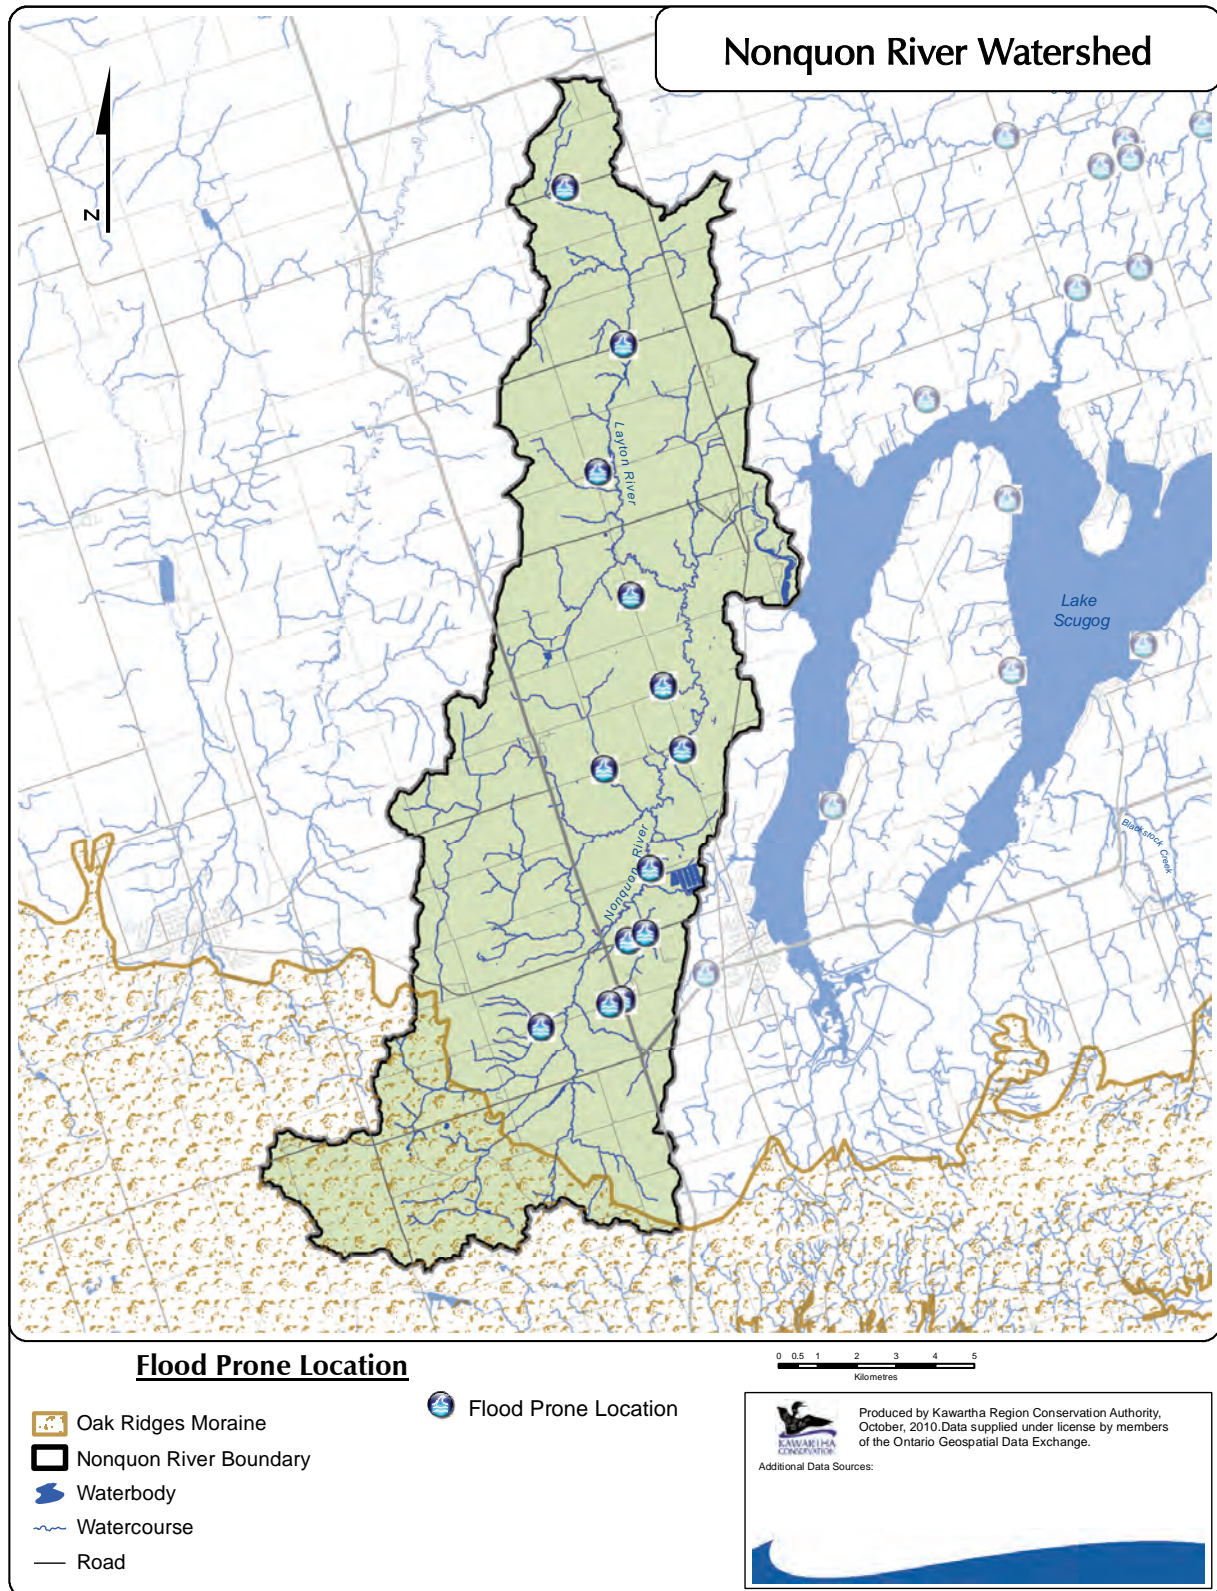 Nonquon River Watershed
N
Layton River
Lake
Scugog
Blackstock Creek
Nonquon River
Flood Prone Location
Oak Ridges Moraine
Nonquon River Boundary
Waterbody
Watercourse
Road
Flood Prone Location
0 0.5 1 2 3 4 5
Kilometres
KAWARTHA
CONSERVATION
Produced by Kawartha Region Conservation Authority,
October, 2010.Data supplied under license by members
of the Ontario Geospatial Data Exchange.
Additional Data Sources: